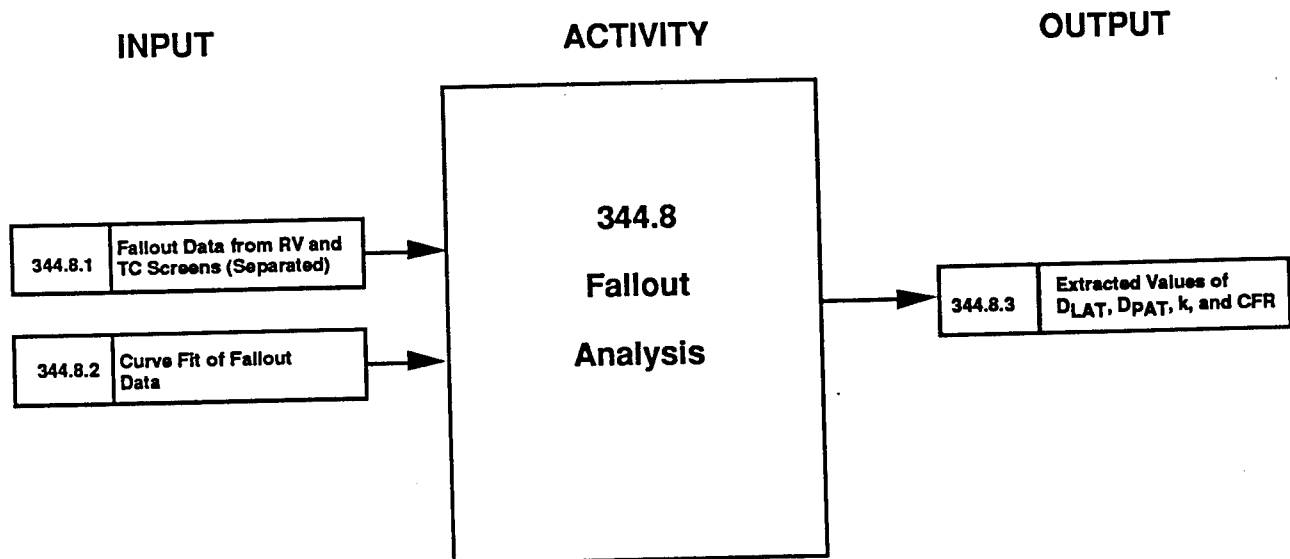 INPUT
ACTIVITY
OUTPUT
344.8.1
Fallout Data from RV and
TC Screens (Separated)
344.8.2
Curve Fit of Fallout
Data
344.8
Fallout
Analysis
344.8.3
Extracted Values of
DLAT, DPAT, k, and CFR